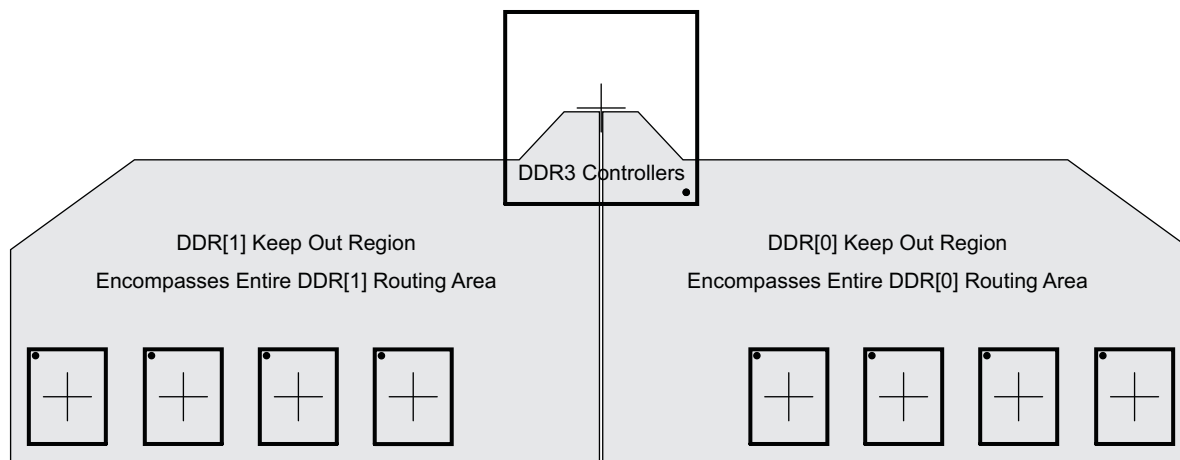 DDR3 Controllers
DDR[1] Keep Out Region
Encompasses Entire DDR[1] Routing Area
DDR[0] Keep Out Region
Encompasses Entire DDR[0] Routing Area